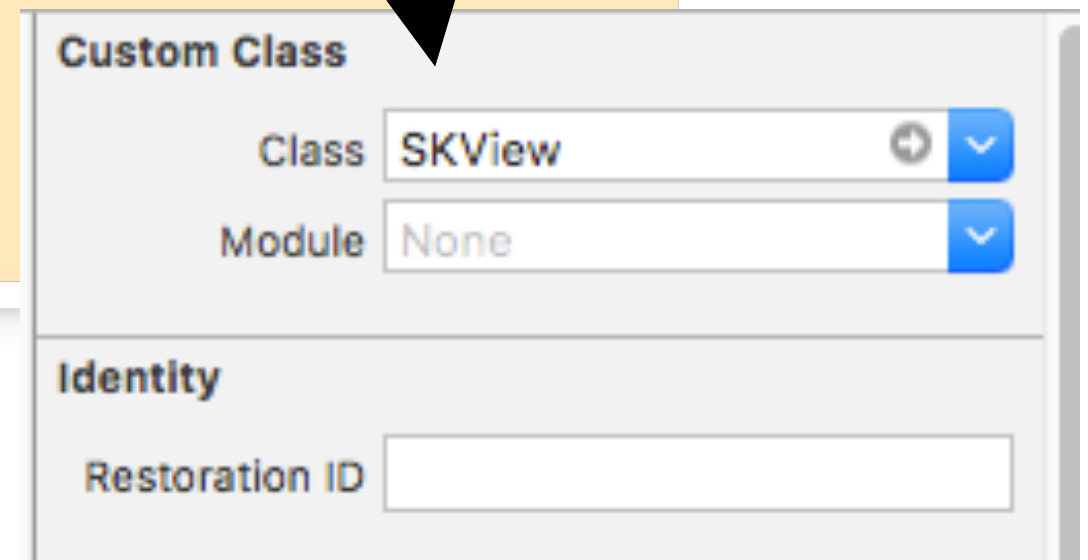 Custom Class
Class SKView
Module None
Identity
Restoration ID